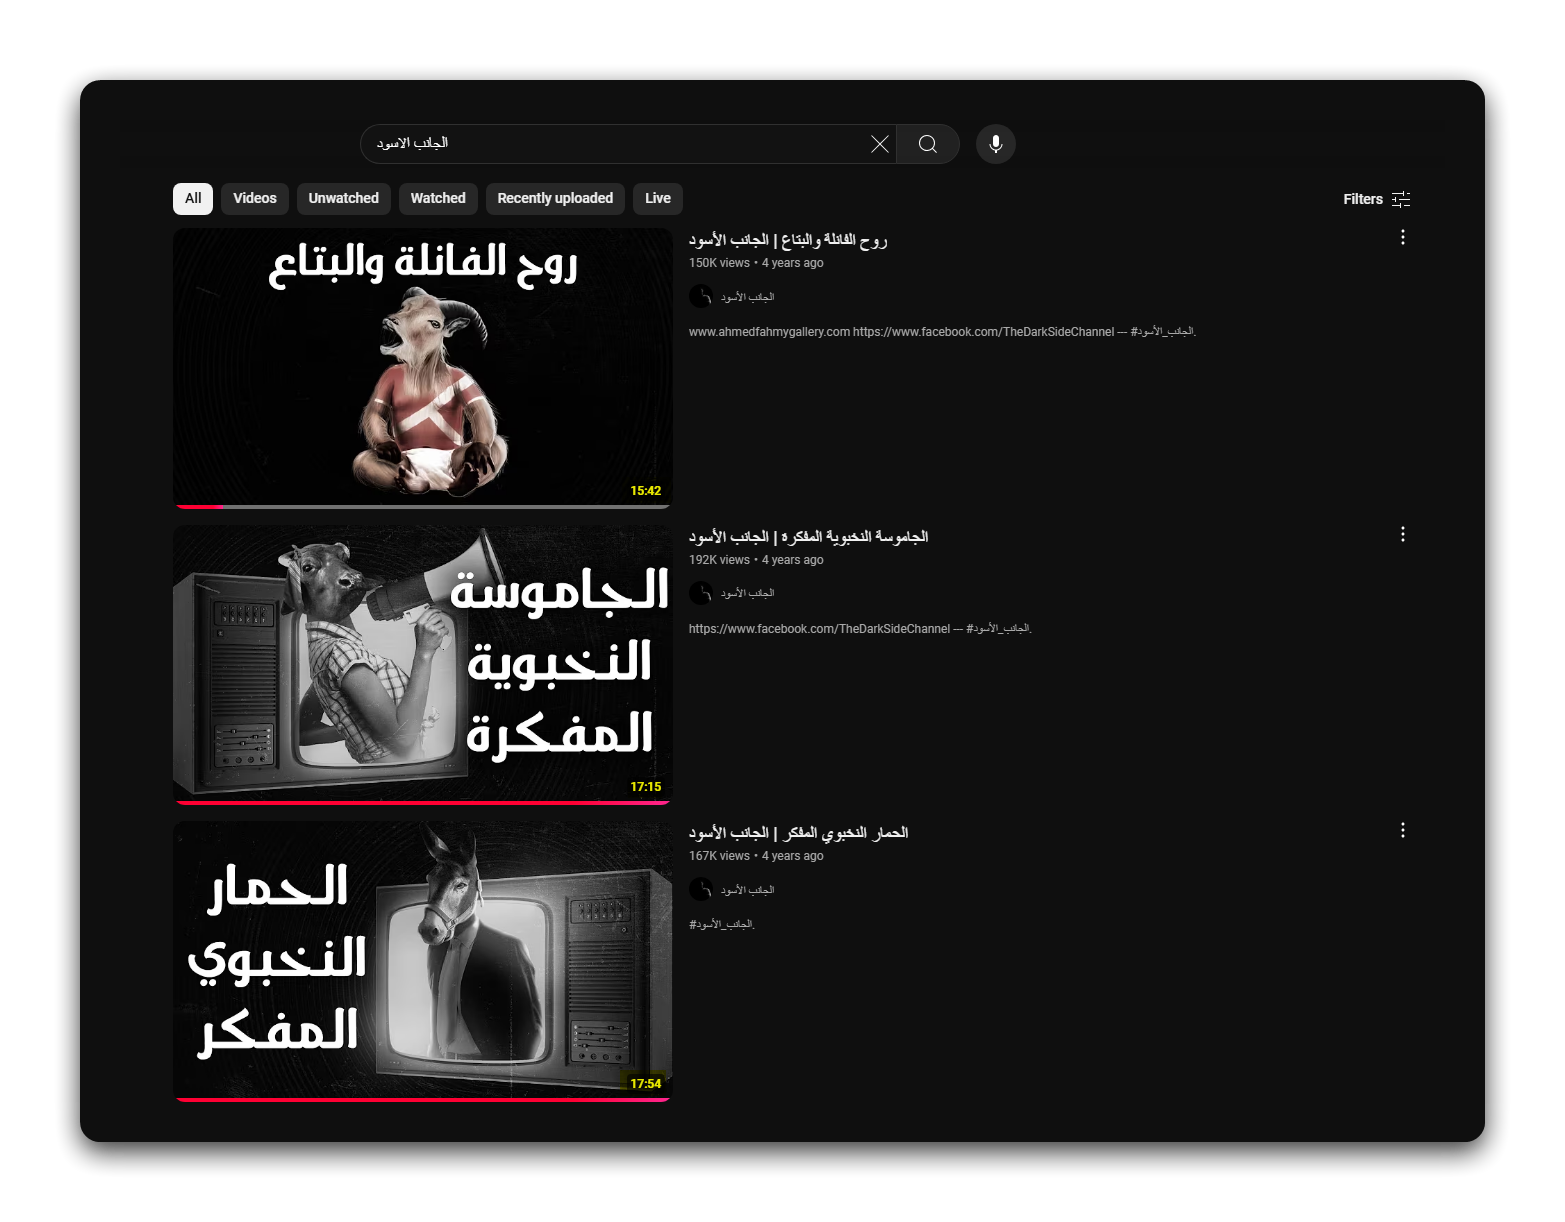 الجانب الاسود
All
Videos
Unwatched
Watched
Recently uploaded
Live
Filters
روح الفانلة والبتاع
15:42
روح الفانلة والبتاع | الجانب الأسود
150K views • 4 years ago
الجانب الأسود
www.ahmedfahmygallery.com https://www.facebook.com/TheDarkSideChannel --- #الجانب_الأسود.
الجاموسة
النخبوية
المفكرة
17:15
الجاموسة النخبوية المفكرة | الجانب الأسود
192K views • 4 years ago
الجانب الأسود
https://www.facebook.com/TheDarkSideChannel --- #الجانب_الأسود.
الحمار
النخبوي
المفكر
17:54
الحمار النخبوي المفكر | الجانب الأسود
167K views • 4 years ago
الجانب الأسود
#الجانب_الأسود.